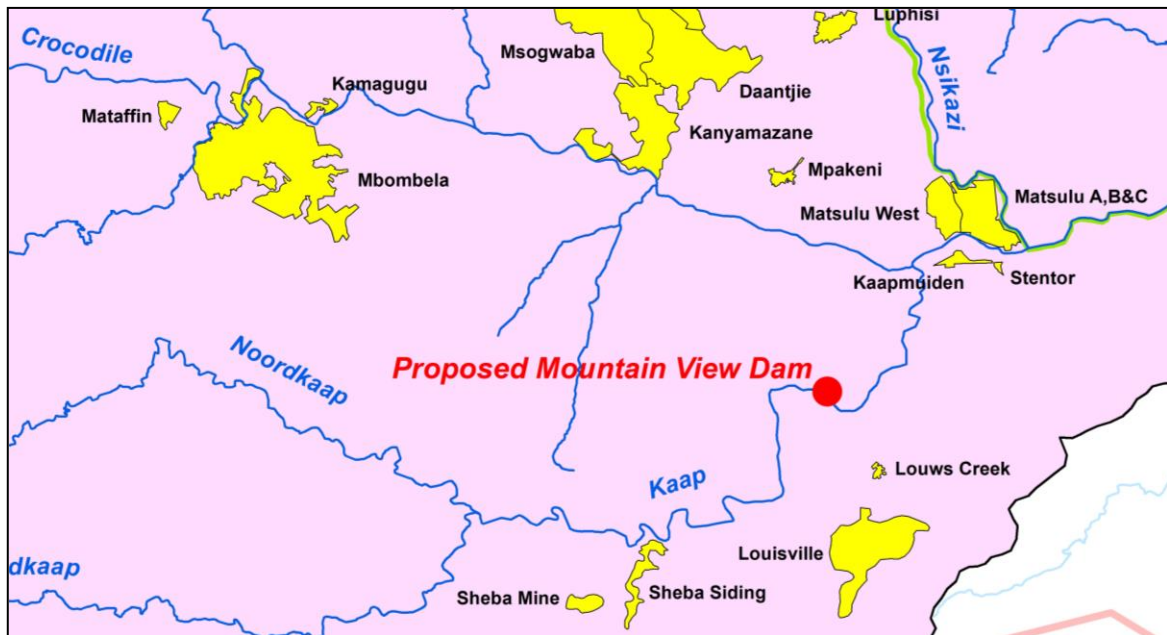 Luphisi
Crocodile
Msogwaba
Nsikazi
Kamagugu
Mataffin
Daantjie
Kanyamazane
Mpakeni
Mbombela
Matsulu A,B&C
Matsulu West
Kaapmuiden
Stentor
Noordkaap
Proposed Mountain View Dam
Louws Creek
Kaap
Louisville
dkaap
Sheba Mine
Sheba Siding